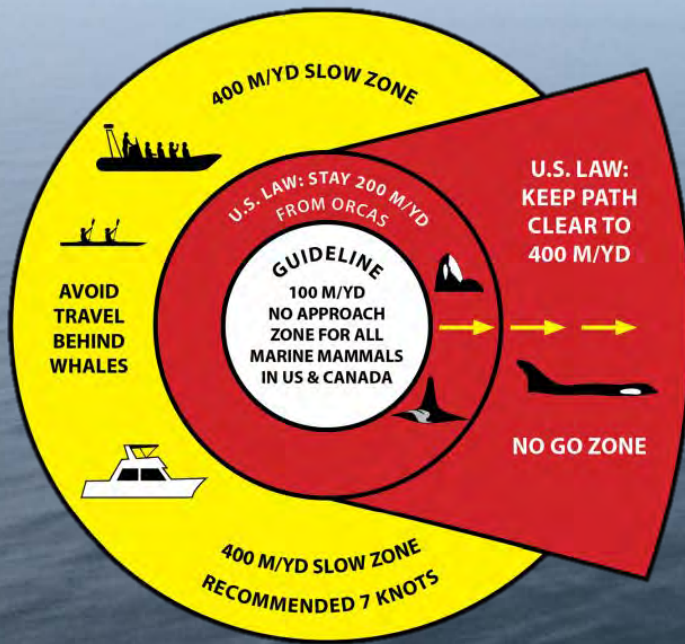 400 M/YD SLOW ZONE
U.S. LAW: STAY 200 M/YD
FROM ORCAS
GUIDELINE
100 M/YD
NO APPROACH
ZONE FOR ALL
MARINE MAMMALS
IN US & CANADA
U.S. LAW:
KEEP PATH
CLEAR TO
400 M/YD
NO GO ZONE
AVOID
TRAVEL
BEHIND
WHALES
400 M/YD SLOW ZONE
RECOMMENDED 7 KNOTS